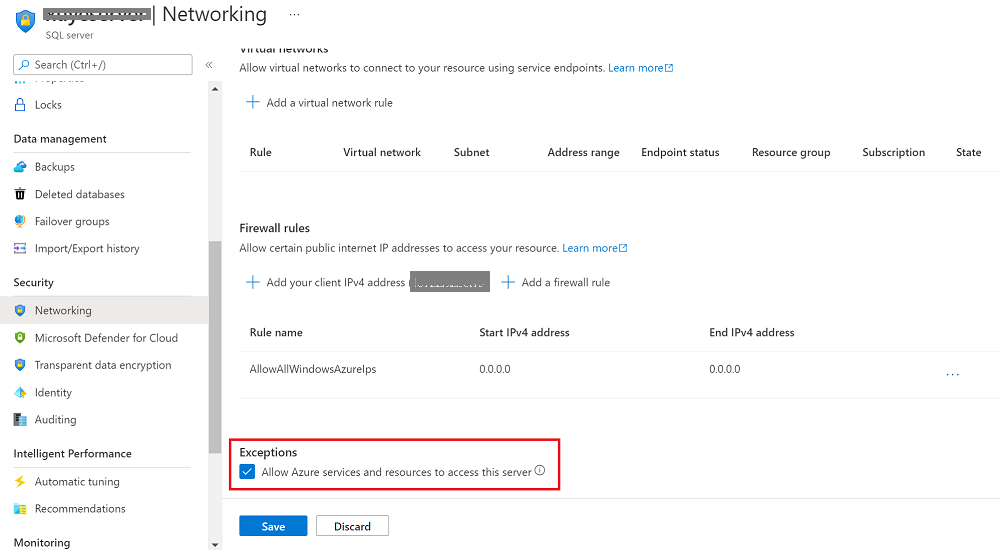 | Networking ...
SQL server
Search (Ctrl+/)
«
Locks
Data management
Backups
Deleted databases
Failover groups
Import/Export history
Security
Networking
Microsoft Defender for Cloud
Transparent data encryption
Identity
Auditing
Intelligent Performance
Automatic tuning
Recommendations
Monitoring
Virtual networks
Allow virtual networks to connect to your resource using service endpoints. Learn more
+ Add a virtual network rule
Rule Virtual network Subnet Address range Endpoint status Resource group Subscription State
Firewall rules
Allow certain public internet IP addresses to access your resource. Learn more
+ Add your client IPv4 address + Add a firewall rule
Rule name Start IPv4 address End IPv4 address
AllowAllWindowsAzureIps 0.0.0.0 0.0.0.0 ...
Exceptions
Allow Azure services and resources to access this server
Save Discard